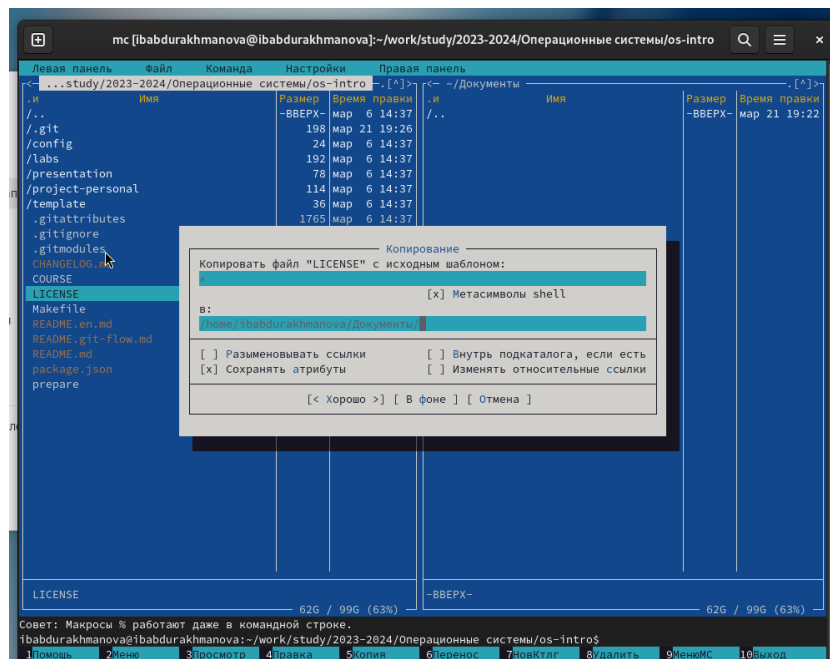 mc [ibabdurakhmanova@ibabdurakhmanova]:~/work/study/2023-2024/Операционные системы/os-intro
Левая панель Файл Команда Настройки Правая панель
<— ...study/2023-2024/Операционные системы/os-intro —.[^]>
.и Имя Размер Время правки
/.. -ВВЕРХ- мар 6 14:37
/.git 198 мар 21 19:26
/config 24 мар 6 14:37
/labs 192 мар 6 14:37
/presentation 78 мар 6 14:37
/project-personal 114 мар 6 14:37
/template 36 мар 6 14:37
.gitattributes 1765 мар 6 14:37
.gitignore
.gitmodules
COURSE
LICENSE
Makefile
README.en.md
README.git-flow.md
README.md
package.json
prepare
LICENSE
62G / 99G (63%)
<— ~/Документы —.[^]>
.и Имя Размер Время правки
/.. -ВВЕРХ- мар 21 19:22
-ВВЕРХ-
62G / 99G (63%)
Копирование
Копировать файл "LICENSE" с исходным шаблоном:
*
[x] Метасимволы shell
в:
/home/ibabdurakhmanova/Документы/
[ ] Разыменовывать ссылки [ ] Внутрь подкаталога, если есть
[x] Сохранять атрибуты [ ] Изменять относительные ссылки
[< Хорошо >] [ В фоне ] [ Отмена ]
Совет: Макросы % работают даже в командной строке.
ibabdurakhmanova@ibabdurakhmanova:~/work/study/2023-2024/Операционные системы/os-intro$
1Помощь 2Меню 3Просмотр 4Правка 5Копия 6Перенос 7НовКтлг 8Удалить 9МенюMC 10Выход